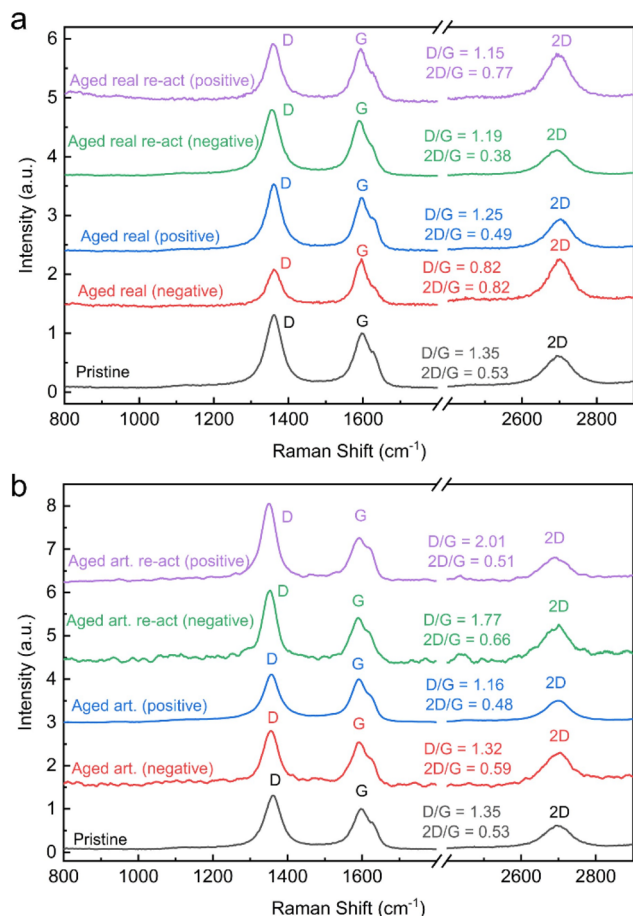 a
6
5
4
3
2
1
0
Intensity (a.u.)
Aged real re-act (positive)
D
G
D/G = 1.15
2D/G = 0.77
2D
Aged real re-act (negative)
D
G
D/G = 1.19
2D/G = 0.38
2D
Aged real (positive)
D
G
D/G = 1.25
2D/G = 0.49
2D
Aged real (negative)
D
G
D/G = 0.82
2D/G = 0.82
2D
Pristine
D
G
D/G = 1.35
2D/G = 0.53
2D
800 1000 1200 1400 1600 2600 2800
Raman Shift (cm⁻¹)
b
8
7
6
5
4
3
2
1
0
Intensity (a.u.)
Aged art. re-act (positive)
D
G
D/G = 2.01
2D/G = 0.51
2D
Aged art. re-act (negative)
D
G
D/G = 1.77
2D/G = 0.66
2D
Aged art. (positive)
D
G
D/G = 1.16
2D/G = 0.48
2D
Aged art. (negative)
D
G
D/G = 1.32
2D/G = 0.59
2D
Pristine
D
G
D/G = 1.35
2D/G = 0.53
2D
800 1000 1200 1400 1600 2600 2800
Raman Shift (cm⁻¹)